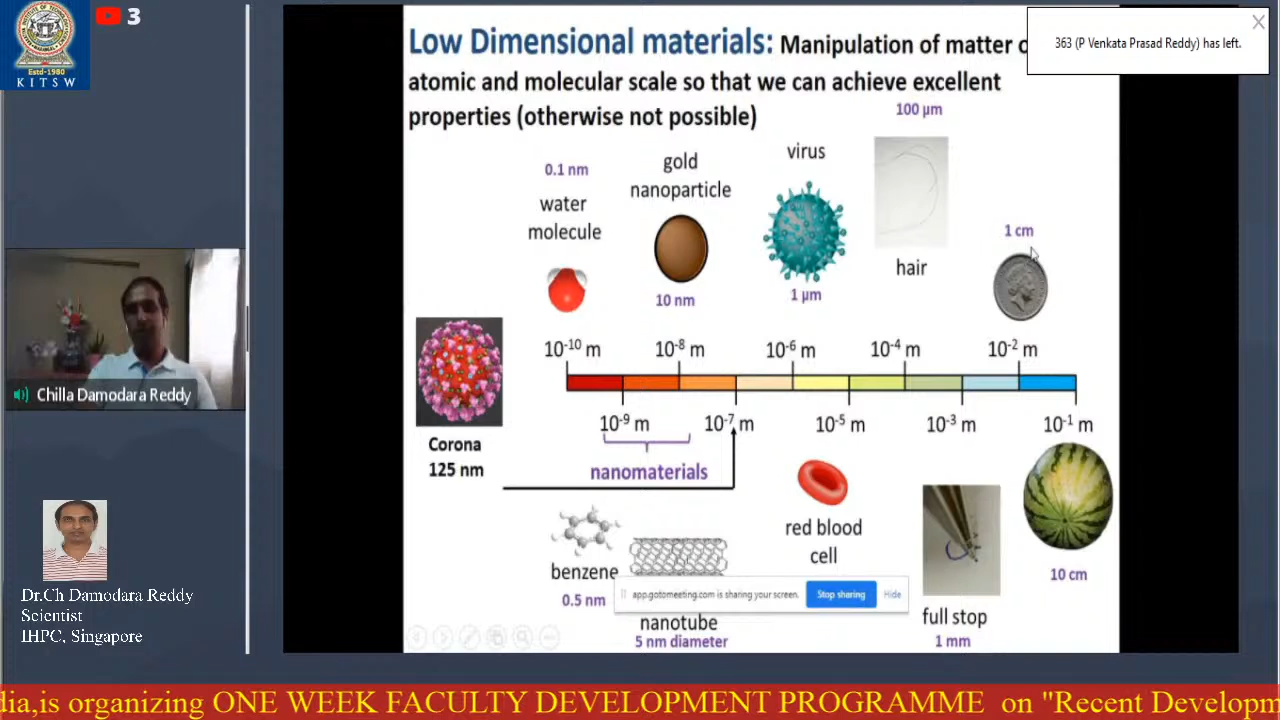 Estd-1980
K I T S W
3
363 (P Venkata Prasad Reddy) has left.
Low Dimensional materials: Manipulation of matter
atomic and molecular scale so that we can achieve excellent
properties (otherwise not possible)
100 µm
0.1 nm
water
molecule
gold
nanoparticle
10 nm
virus
1 µm
hair
1 cm
10⁻¹⁰ m
10⁻⁸ m
10⁻⁶ m
10⁻⁴ m
10⁻² m
10⁻⁹ m
10⁻⁷ m
10⁻⁵ m
10⁻³ m
10⁻¹ m
Corona
125 nm
nanomaterials
benzene
0.5 nm
nanotube
5 nm diameter
red blood
cell
full stop
1 mm
10 cm
app.gotomeeting.com is sharing your screen.
Stop sharing
Hide
Chilla Damodara Reddy
Dr.Ch Damodara Reddy
Scientist
IHPC, Singapore
dia,is organizing ONE WEEK FACULTY DEVELOPMENT PROGRAMME on "Recent Developm